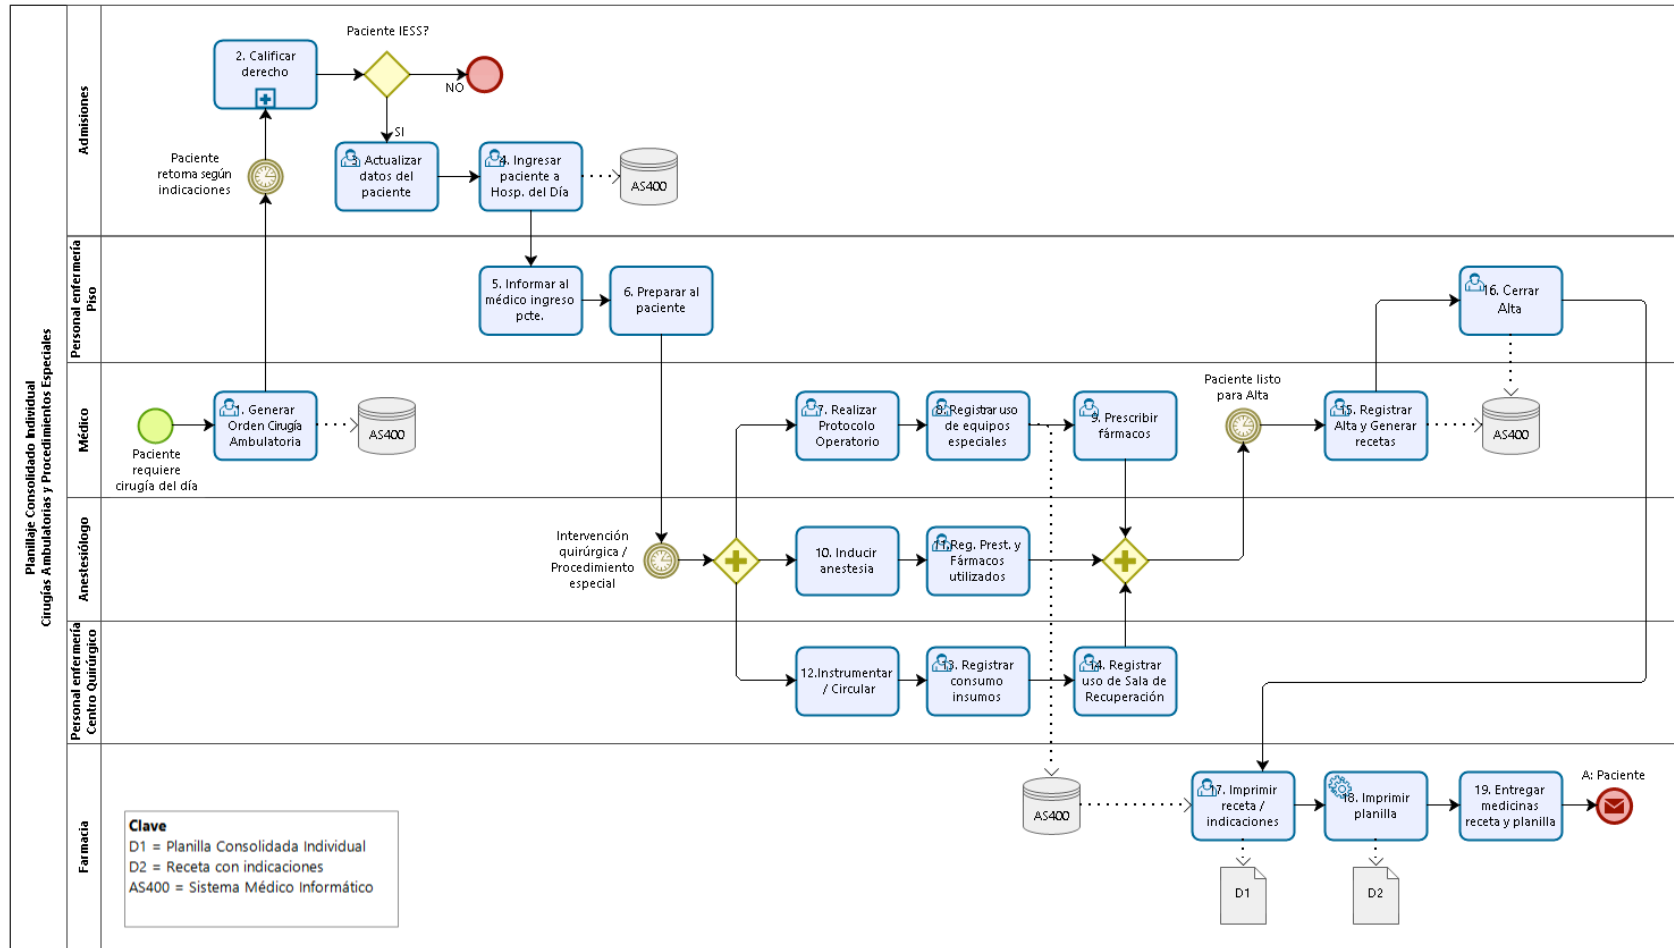 Planillaje Consolidado Individual
Cirugías Ambulatorias y Procedimientos Especiales
Admisiones
Paciente IESS?
2. Calificar
derecho
NO
SI
Paciente
retorna según
indicaciones
3. Actualizar
datos del
paciente
4. Ingresar
paciente a
Hosp. del Día
AS400
Personal enfermería
Piso
5. Informar al
médico ingreso
pcte.
6. Preparar al
paciente
16. Cerrar
Alta
Médico
Paciente
requiere
cirugía del día
1. Generar
Orden Cirugía
Ambulatoria
AS400
7. Realizar
Protocolo
Operatorio
8. Registrar uso
de equipos
especiales
9. Prescribir
fármacos
Paciente listo
para Alta
15. Registrar
Alta y Generar
recetas
AS400
Anestesiólogo
Intervención
quirúrgica /
Procedimiento
especial
10. Inducir
anestesia
11.Reg. Prest. y
Fármacos
utilizados
Personal enfermería
Centro Quirúrgico
12.Instrumentar
/ Circular
13. Registrar
consumo
insumos
14. Registrar
uso de Sala de
Recuperación
Farmacia
AS400
17. Imprimir
receta /
indicaciones
18. Imprimir
planilla
19. Entregar
medicinas
receta y planilla
A: Paciente
D1
D2
Clave
D1 = Planilla Consolidada Individual
D2 = Receta con indicaciones
AS400 = Sistema Médico Informático